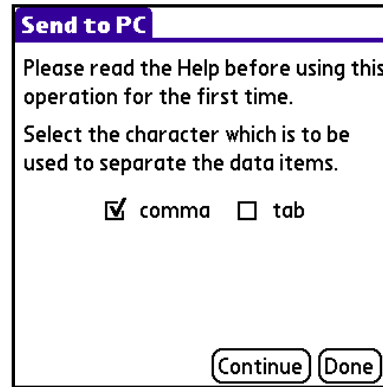 Send to PC
Please read the Help before using this
operation for the first time.
Select the character which is to be
used to separate the data items.
comma tab
Continue Done